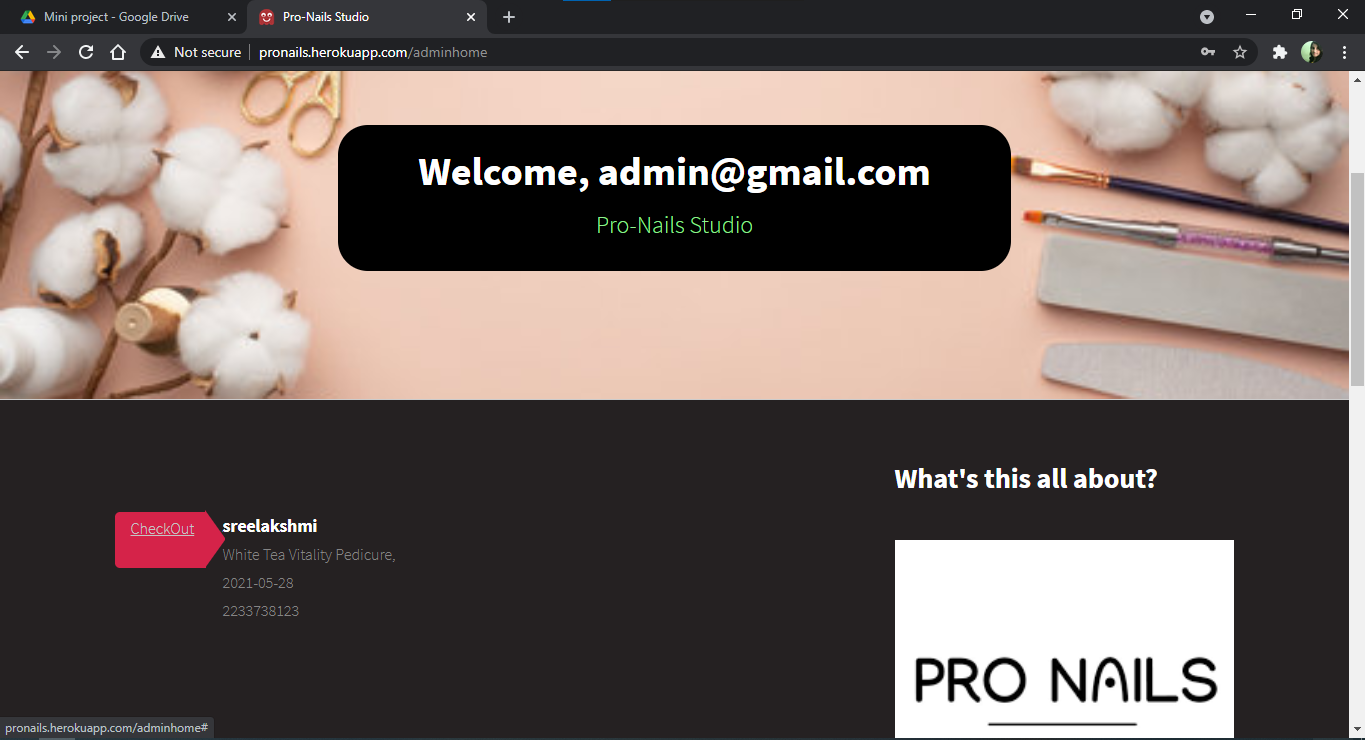 Mini project - Google Drive
Pro-Nails Studio
Not secure
pronails.herokuapp.com/adminhome
Welcome, admin@gmail.com
Pro-Nails Studio
What's this all about?
CheckOut
sreelakshmi
White Tea Vitality Pedicure,
2021-05-28
2233738123
PRO NAILS
pronails.herokuapp.com/adminhome#